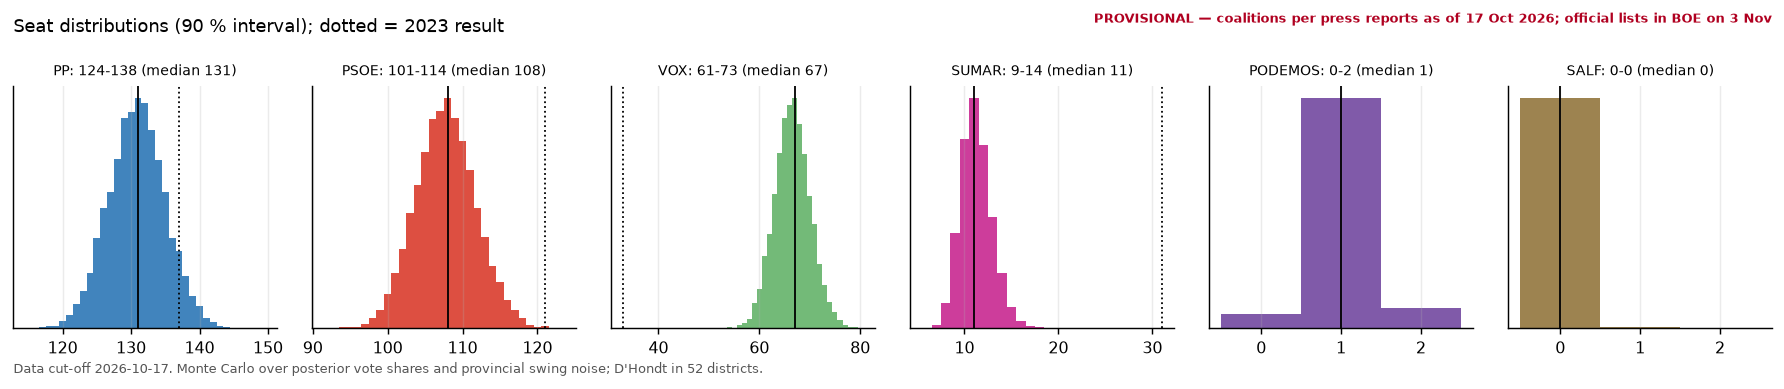 Seat distributions (90 % interval); dotted = 2023 result
PROVISIONAL — coalitions per press reports as of 17 Oct 2026; official lists in BOE on 3 Nov
PP: 124-138 (median 131)
PSOE: 101-114 (median 108)
VOX: 61-73 (median 67)
SUMAR: 9-14 (median 11)
PODEMOS: 0-2 (median 1)
SALF: 0-0 (median 0)
120 130 140 150
90 100 110 120
40 60 80
10 20 30
0 1 2
0 1 2
Data cut-off 2026-10-17. Monte Carlo over posterior vote shares and provincial swing noise; D'Hondt in 52 districts.